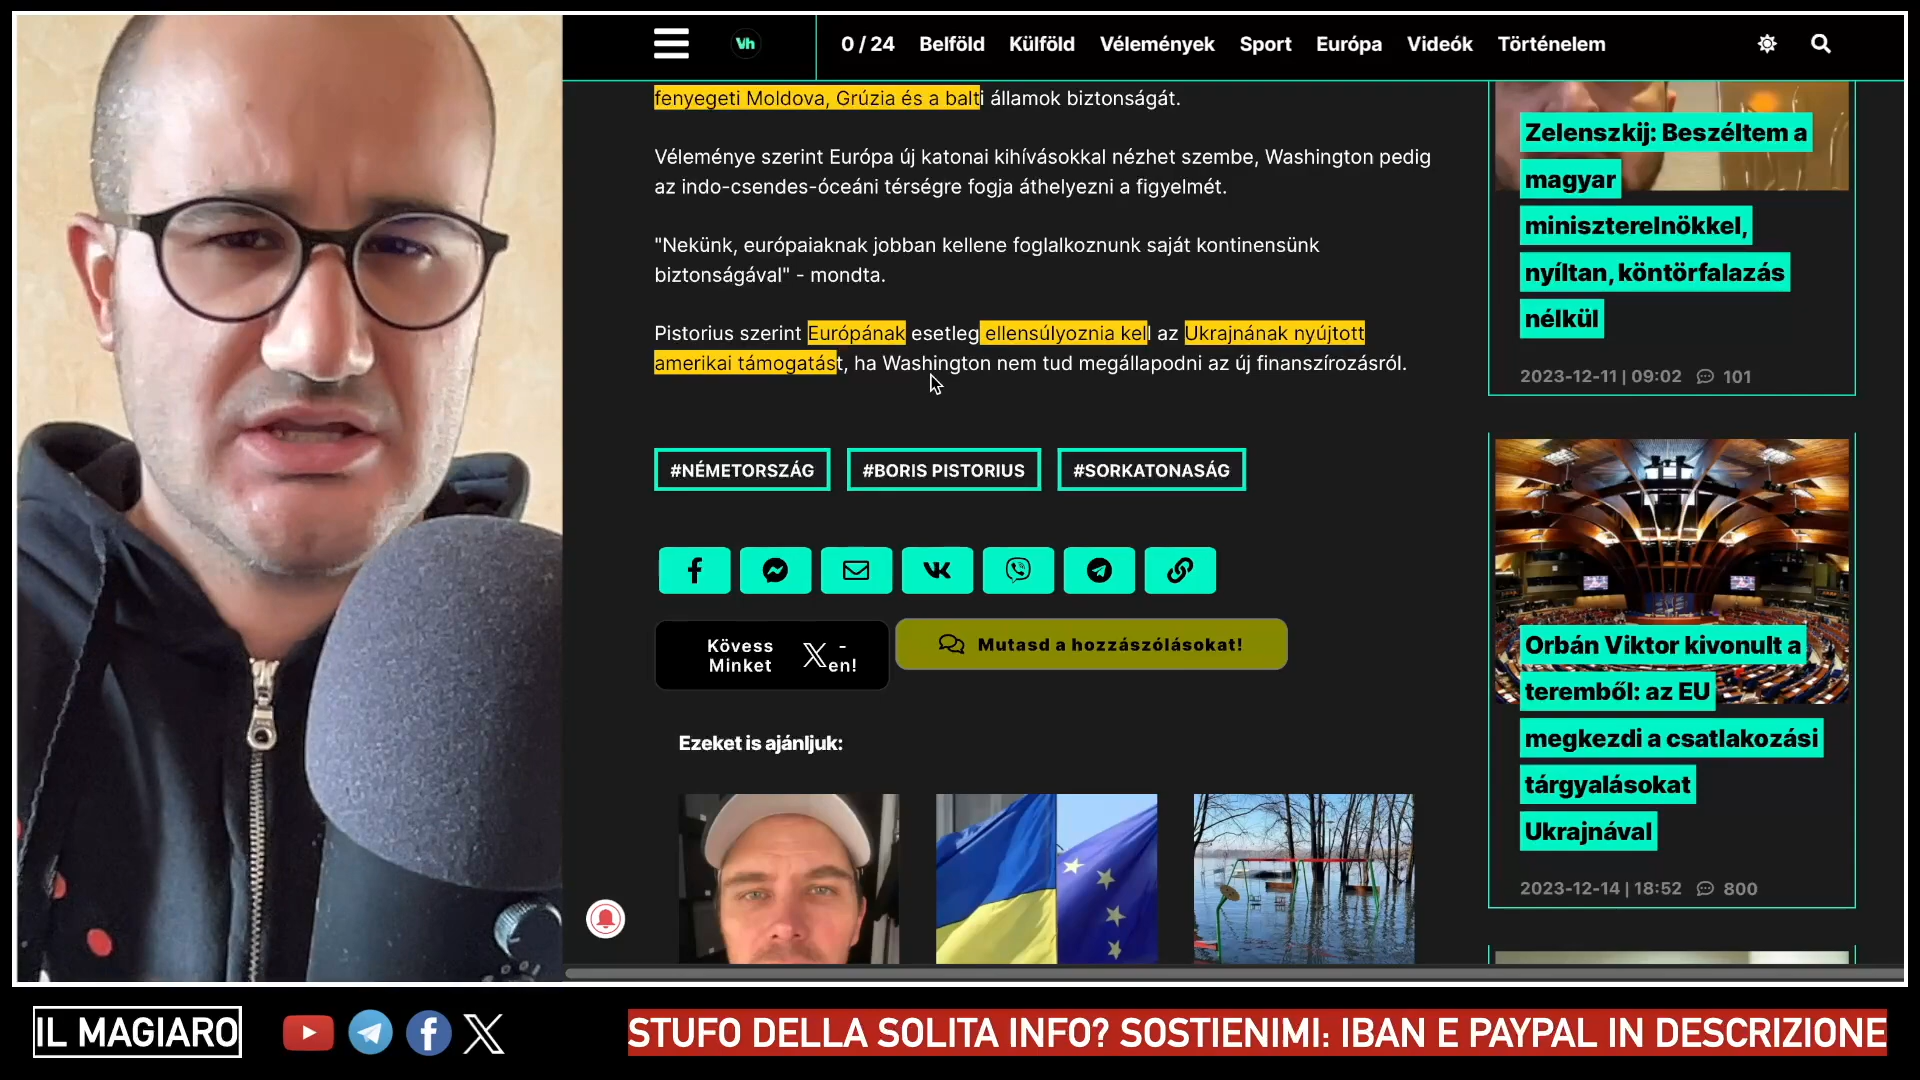 Vh
0 / 24 Belföld Külföld Vélemények Sport Európa Videók Történelem
fenyegeti Moldova, Grúzia és a balti államok biztonságát.
Véleménye szerint Európa új katonai kihívásokkal nézhet szembe, Washington pedig
az indo-csendes-óceáni térségre fogja áthelyezni a figyelmét.
"Nekünk, európaiaknak jobban kellene foglalkoznunk saját kontinensünk
biztonságával" - mondta.
Pistorius szerint Európának esetleg ellensúlyoznia kell az Ukrajnának nyújtott
amerikai támogatást, ha Washington nem tud megállapodni az új finanszírozásról.
#NÉMETORSZÁG #BORIS PISTORIUS #SORKATONASÁG
Kövess
Minket
-
en!
Mutasd a hozzászólásokat!
Ezeket is ajánljuk:
Zelenszkij: Beszéltem a
magyar
miniszterelnökkel,
nyíltan, köntörfalazás
nélkül
2023-12-11 | 09:02 101
Orbán Viktor kivonult a
teremből: az EU
megkezdi a csatlakozási
tárgyalásokat
Ukrajnával
2023-12-14 | 18:52 800
IL MAGIARO
STUFO DELLA SOLITA INFO? SOSTIENIMI: IBAN E PAYPAL IN DESCRIZIONE